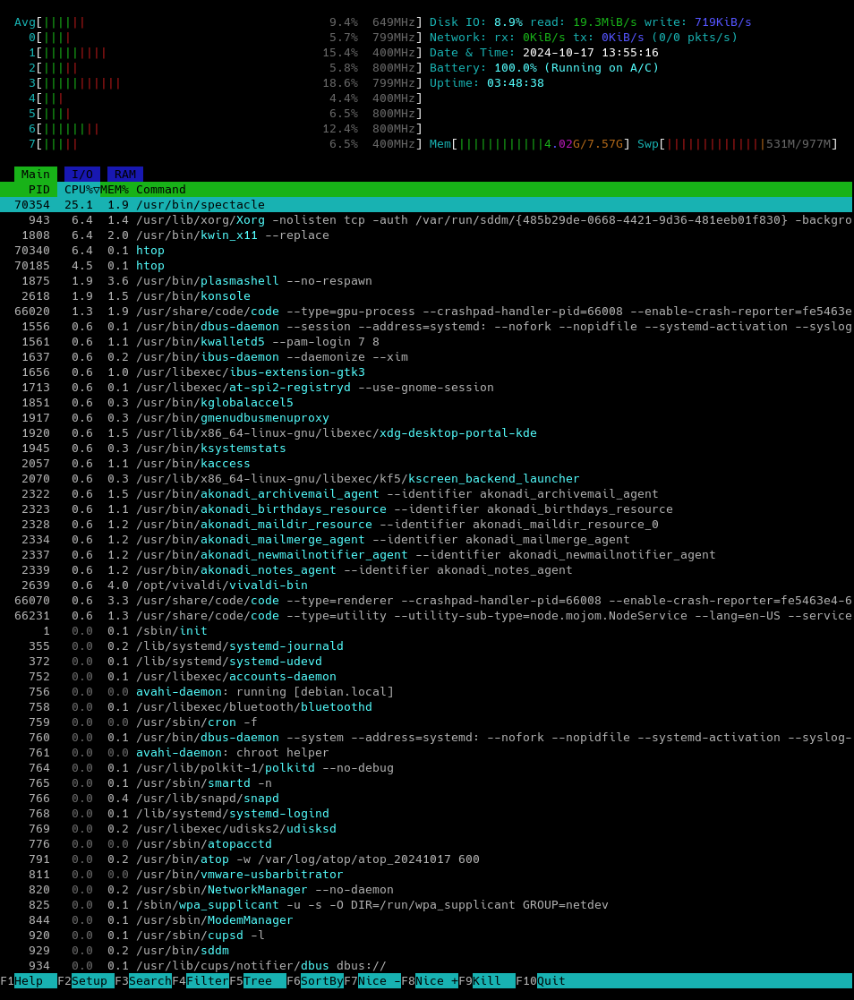 Avg[|||||| 9.4% 649MHz] Disk IO: 8.9% read: 19.3MiB/s write: 719KiB/s
0[|||| 5.7% 799MHz] Network: rx: 0KiB/s tx: 0KiB/s (0/0 pkts/s)
1[||||||||| 15.4% 400MHz] Date & Time: 2024-10-17 13:55:16
2[||||| 5.8% 800MHz] Battery: 100.0% (Running on A/C)
3[||||||||||| 18.6% 799MHz] Uptime: 03:48:38
4[||| 4.4% 400MHz]
5[|||| 6.5% 800MHz]
6[|||||||| 12.4% 800MHz]
7[||||| 6.5% 400MHz] Mem[||||||||||||4.02G/7.57G] Swp[||||||||||||||531M/977M]
Main I/O RAM
PID CPU%▽MEM% Command
70354 25.1 1.9 /usr/bin/spectacle
943 6.4 1.4 /usr/lib/xorg/Xorg -nolisten tcp -auth /var/run/sddm/{485b29de-0668-4421-9d36-481eeb01f830} -backgro
1808 6.4 2.0 /usr/bin/kwin_x11 --replace
70340 6.4 0.1 htop
70185 4.5 0.1 htop
1875 1.9 3.6 /usr/bin/plasmashell --no-respawn
2618 1.9 1.5 /usr/bin/konsole
66020 1.3 1.9 /usr/share/code/code --type=gpu-process --crashpad-handler-pid=66008 --enable-crash-reporter=fe5463e
1556 0.6 0.1 /usr/bin/dbus-daemon --session --address=systemd: --nofork --nopidfile --systemd-activation --syslog
1561 0.6 1.1 /usr/bin/kwalletd5 --pam-login 7 8
1637 0.6 0.2 /usr/bin/ibus-daemon --daemonize --xim
1656 0.6 1.0 /usr/libexec/ibus-extension-gtk3
1713 0.6 0.1 /usr/libexec/at-spi2-registryd --use-gnome-session
1851 0.6 0.3 /usr/bin/kglobalaccel5
1917 0.6 0.3 /usr/bin/gmenudbusmenuproxy
1920 0.6 1.5 /usr/lib/x86_64-linux-gnu/libexec/xdg-desktop-portal-kde
1945 0.6 0.3 /usr/bin/ksystemstats
2057 0.6 1.1 /usr/bin/kaccess
2070 0.6 0.3 /usr/lib/x86_64-linux-gnu/libexec/kf5/kscreen_backend_launcher
2322 0.6 1.5 /usr/bin/akonadi_archivemail_agent --identifier akonadi_archivemail_agent
2323 0.6 1.1 /usr/bin/akonadi_birthdays_resource --identifier akonadi_birthdays_resource
2328 0.6 1.2 /usr/bin/akonadi_maildir_resource --identifier akonadi_maildir_resource_0
2334 0.6 1.2 /usr/bin/akonadi_mailmerge_agent --identifier akonadi_mailmerge_agent
2337 0.6 1.2 /usr/bin/akonadi_newmailnotifier_agent --identifier akonadi_newmailnotifier_agent
2339 0.6 1.2 /usr/bin/akonadi_notes_agent --identifier akonadi_notes_agent
2639 0.6 4.0 /opt/vivaldi/vivaldi-bin
66070 0.6 3.3 /usr/share/code/code --type=renderer --crashpad-handler-pid=66008 --enable-crash-reporter=fe5463e4-6
66231 0.6 1.3 /usr/share/code/code --type=utility --utility-sub-type=node.mojom.NodeService --lang=en-US --service
1 0.0 0.1 /sbin/init
355 0.0 0.2 /lib/systemd/systemd-journald
372 0.0 0.1 /lib/systemd/systemd-udevd
752 0.0 0.1 /usr/libexec/accounts-daemon
756 0.0 0.0 avahi-daemon: running [debian.local]
758 0.0 0.1 /usr/libexec/bluetooth/bluetoothd
759 0.0 0.0 /usr/sbin/cron -f
760 0.0 0.1 /usr/bin/dbus-daemon --system --address=systemd: --nofork --nopidfile --systemd-activation --syslog-
761 0.0 0.0 avahi-daemon: chroot helper
764 0.0 0.1 /usr/lib/polkit-1/polkitd --no-debug
765 0.0 0.1 /usr/sbin/smartd -n
766 0.0 0.4 /usr/lib/snapd/snapd
768 0.0 0.1 /lib/systemd/systemd-logind
769 0.0 0.2 /usr/libexec/udisks2/udisksd
776 0.0 0.0 /usr/sbin/atopacctd
791 0.0 0.2 /usr/bin/atop -w /var/log/atop/atop_20241017 600
811 0.0 0.0 /usr/bin/vmware-usbarbitrator
820 0.0 0.2 /usr/sbin/NetworkManager --no-daemon
825 0.0 0.1 /sbin/wpa_supplicant -u -s -O DIR=/run/wpa_supplicant GROUP=netdev
844 0.0 0.1 /usr/sbin/ModemManager
920 0.0 0.1 /usr/sbin/cupsd -l
929 0.0 0.2 /usr/bin/sddm
934 0.0 0.1 /usr/lib/cups/notifier/dbus dbus://
F1Help F2Setup F3SearchF4FilterF5Tree F6SortByF7Nice -F8Nice +F9Kill F10Quit